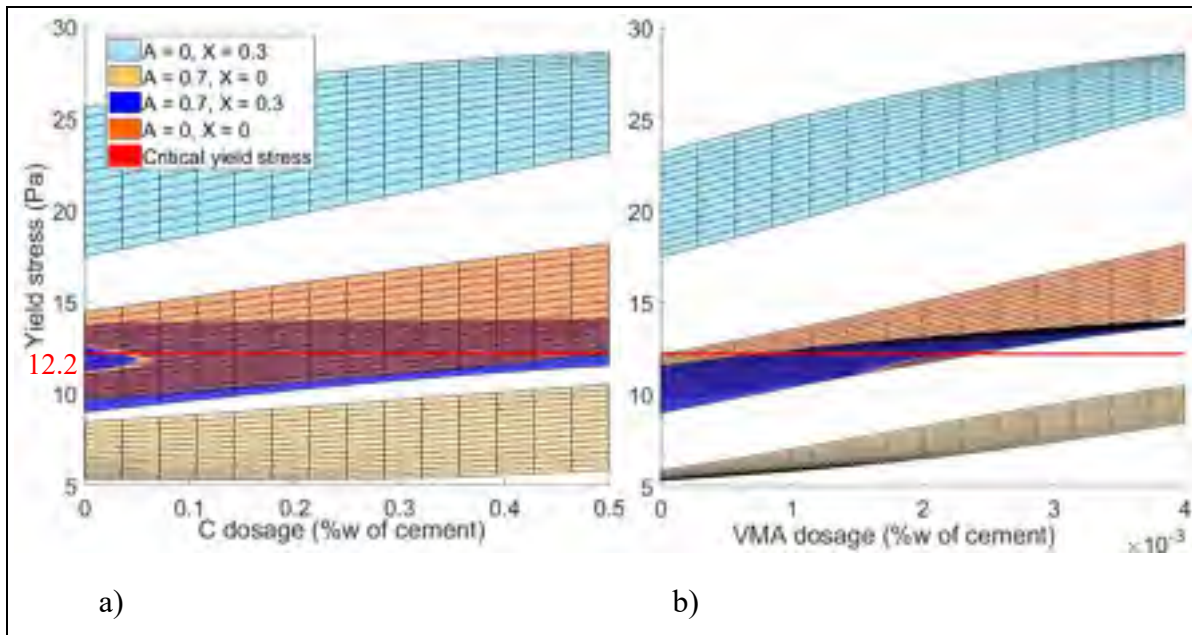 30
25
20
15
12.2
10
5
Yield stress (Pa)
A = 0, X = 0.3
A = 0.7, X = 0
A = 0.7, X = 0.3
A = 0, X = 0
Critical yield stress
0 0.1 0.2 0.3 0.4 0.5
C dosage (%w of cement)
30
25
20
15
10
5
0 1 2 3 4
VMA dosage (%w of cement)
×10⁻³
a) b)